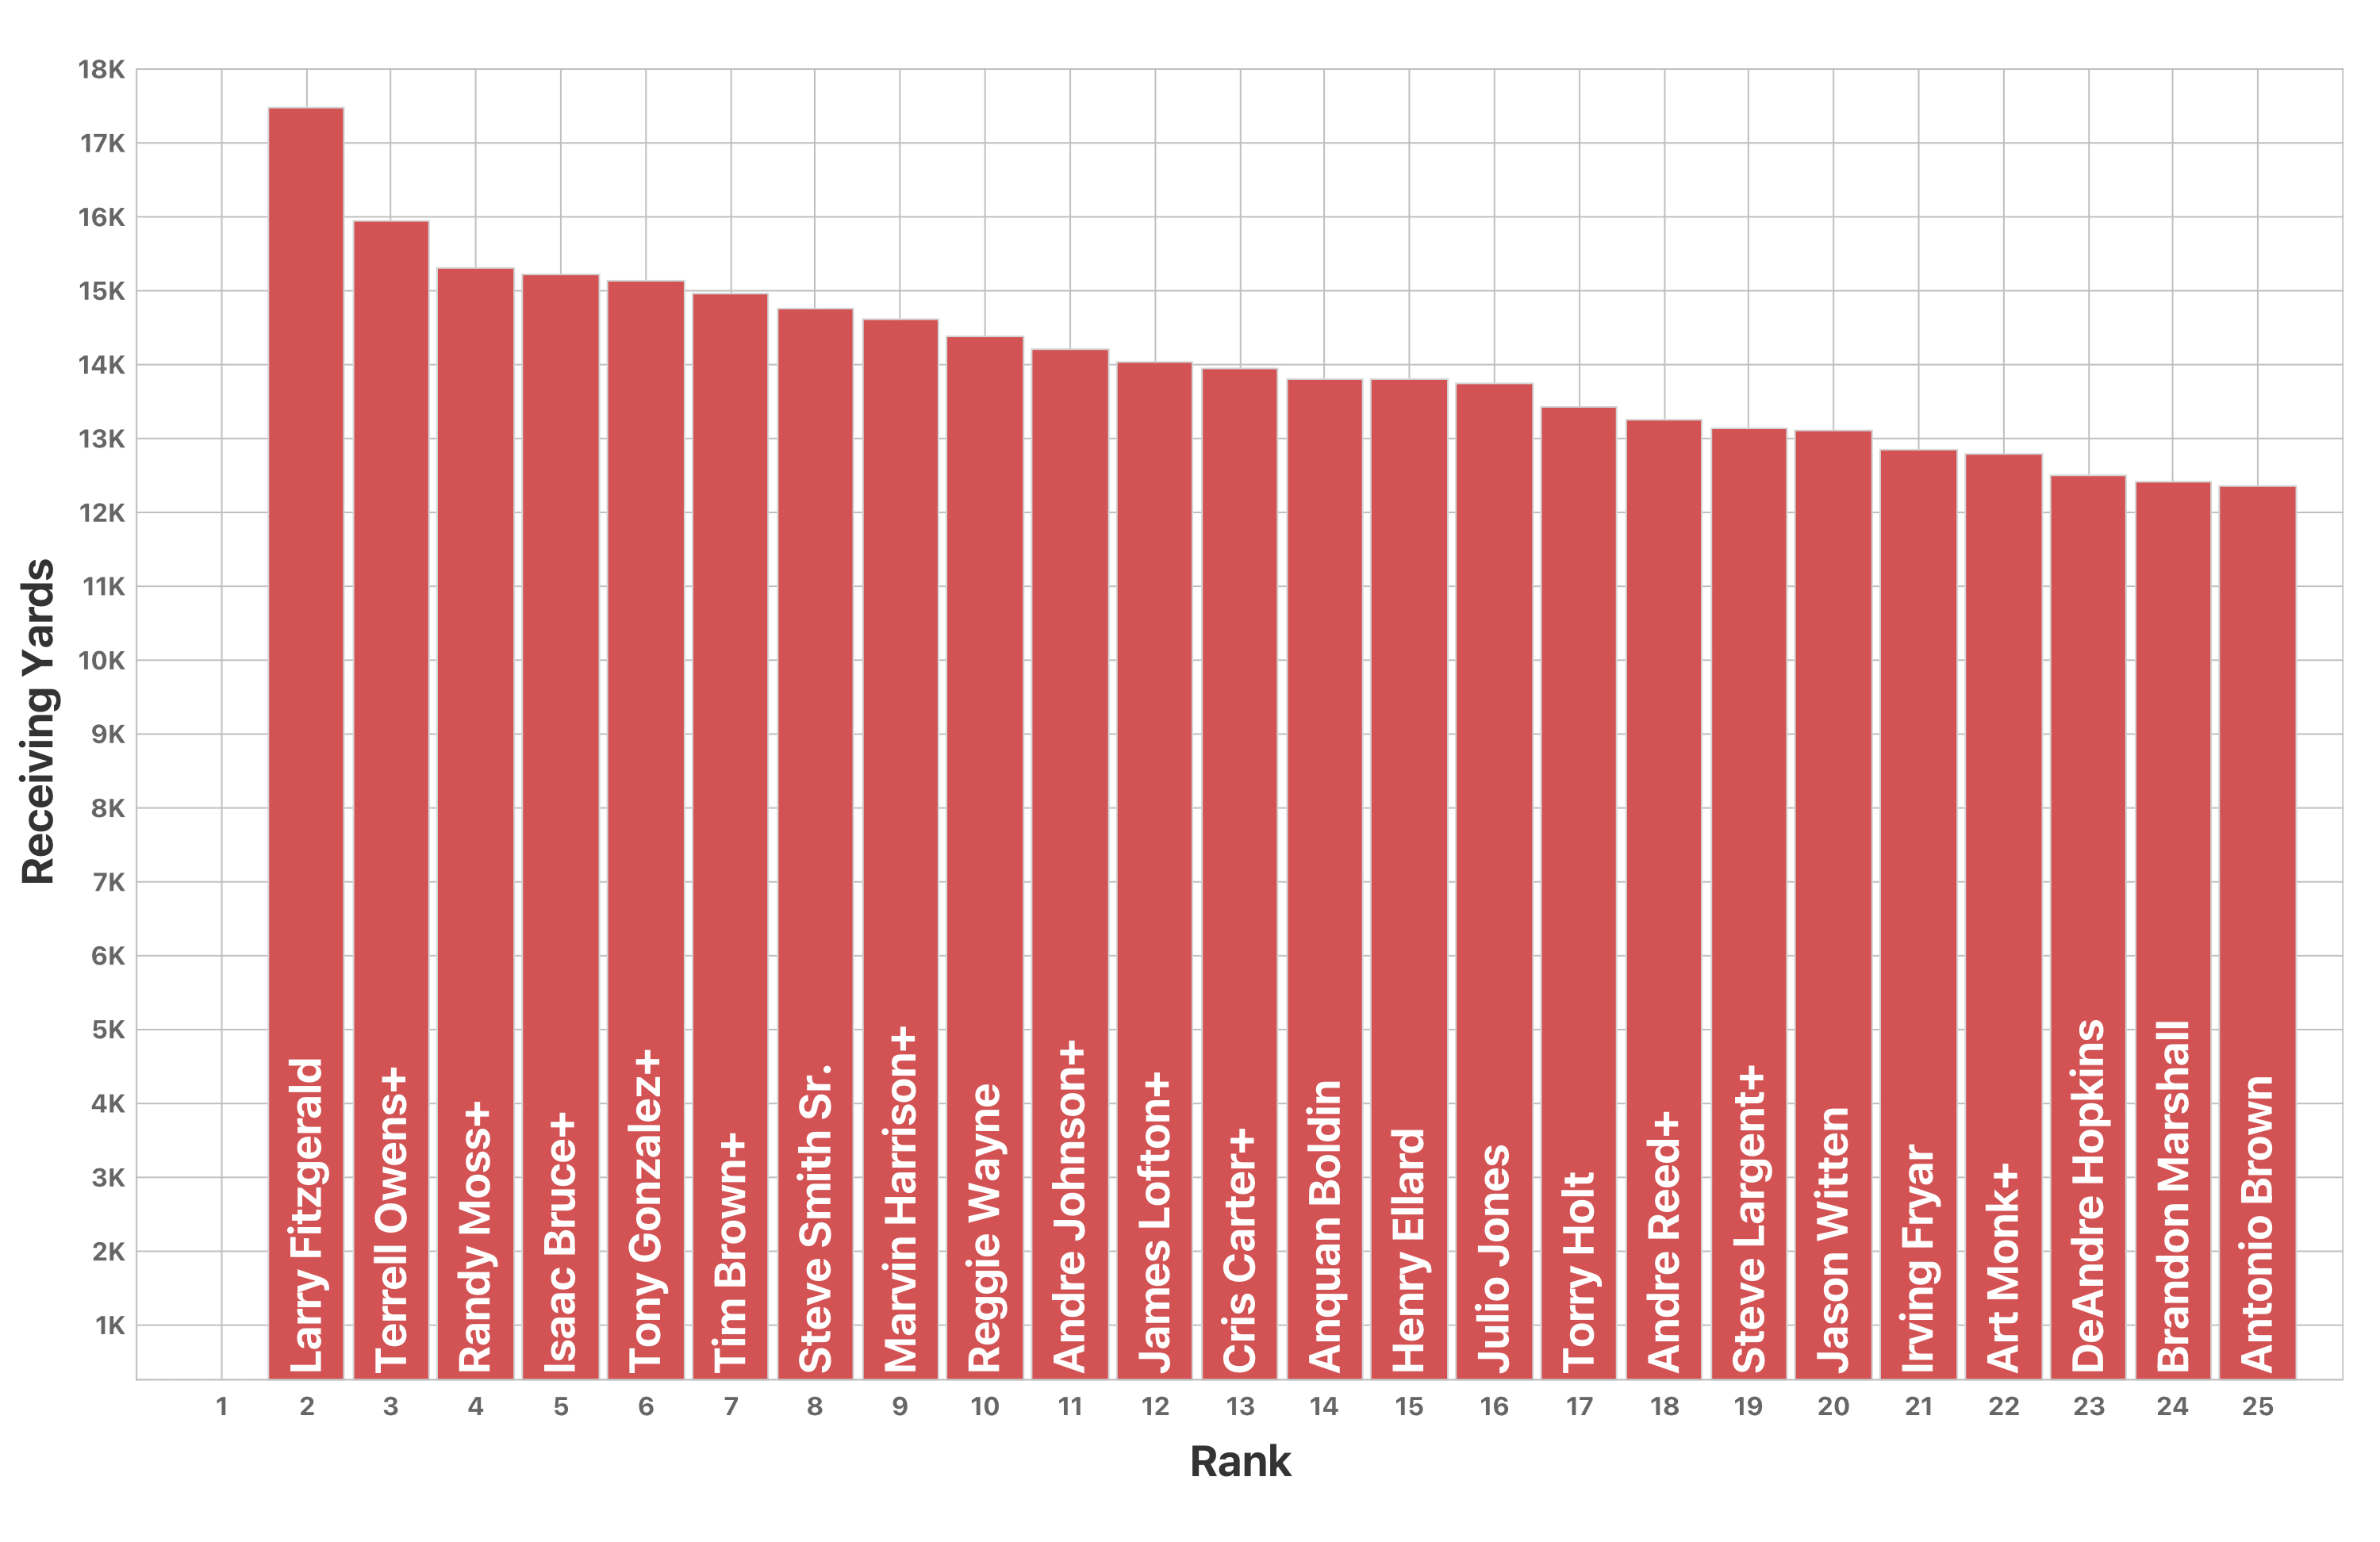 18K
17K
16K
15K
14K
13K
12K
11K
10K
9K
8K
7K
6K
5K
4K
3K
2K
1K
Receiving Yards
Larry Fitzgerald
Terrell Owens+
Randy Moss+
Isaac Bruce+
Tony Gonzalez+
Tim Brown+
Steve Smith Sr.
Marvin Harrison+
Reggie Wayne
Andre Johnson+
James Lofton+
Cris Carter+
Anquan Boldin
Henry Ellard
Julio Jones
Torry Holt
Andre Reed+
Steve Largent+
Jason Witten
Irving Fryar
Art Monk+
DeAndre Hopkins
Brandon Marshall
Antonio Brown
1 2 3 4 5 6 7 8 9 10 11 12 13 14 15 16 17 18 19 20 21 22 23 24 25
Rank